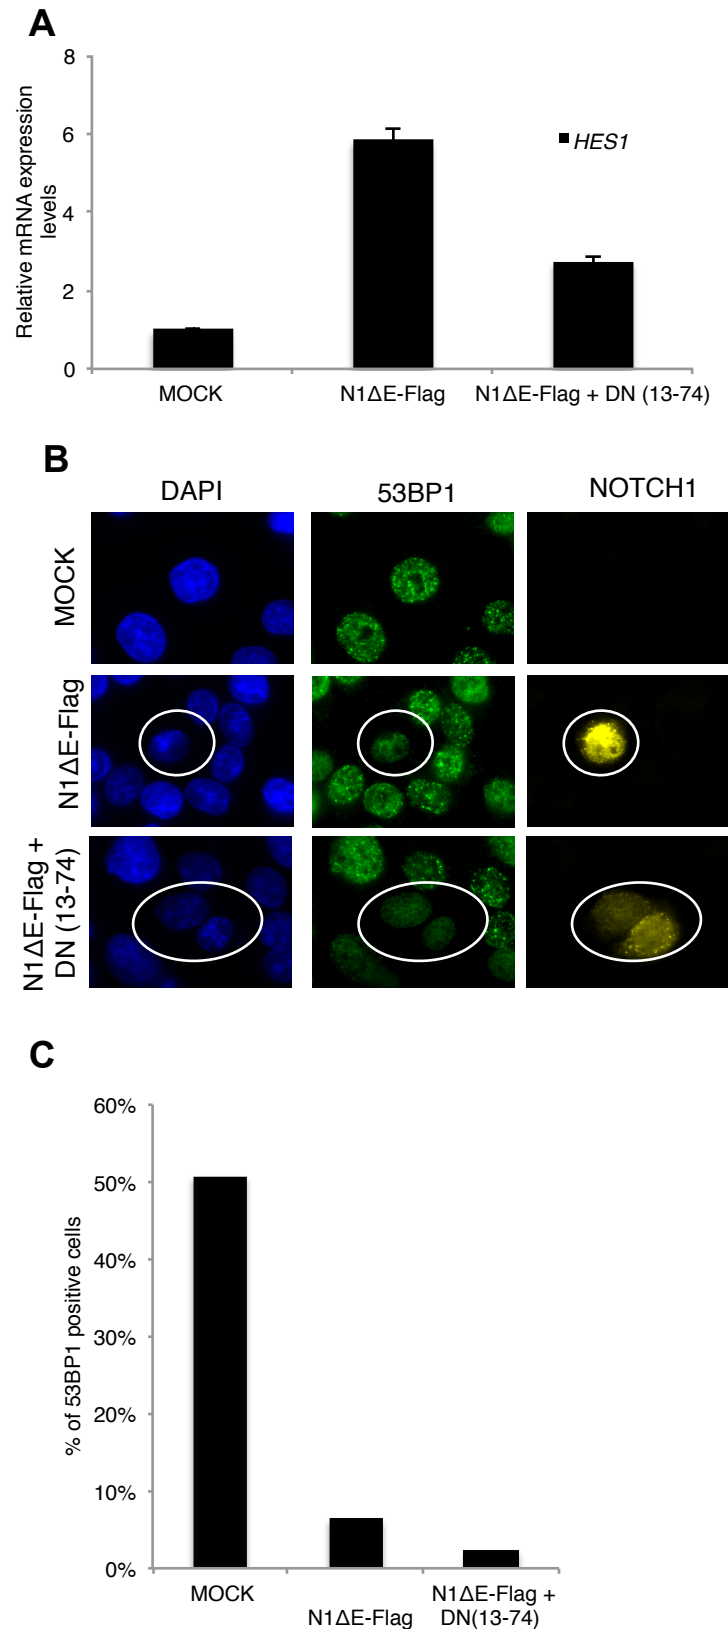 A
8
6
4
2
0
Relative mRNA expression
levels
HES1
MOCK
N1ΔE-Flag
N1ΔE-Flag + DN (13-74)
B
DAPI
53BP1
NOTCH1
MOCK
N1ΔE-Flag
N1ΔE-Flag +
DN (13-74)
C
60%
50%
40%
30%
20%
10%
0%
% of 53BP1 positive cells
MOCK
N1ΔE-Flag
N1ΔE-Flag +
DN(13-74)